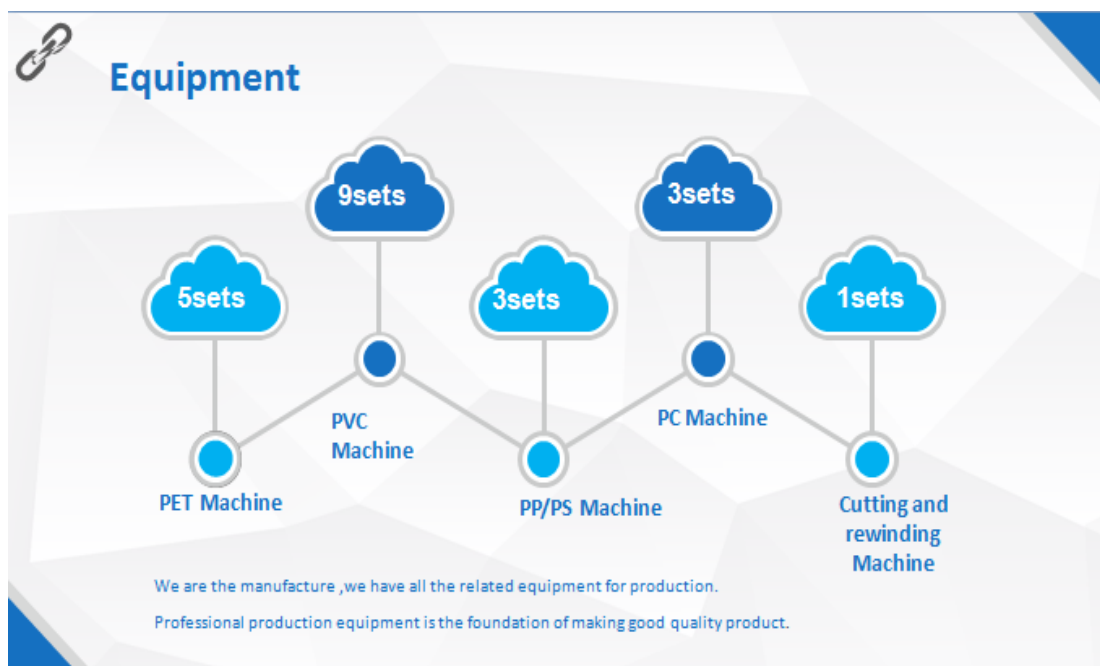 Equipment
9sets
3sets
5sets
3sets
1sets
PVC
Machine
PC Machine
PET Machine
PP/PS Machine
Cutting and
rewinding
Machine
We are the manufacture ,we have all the related equipment for production.
Professional production equipment is the foundation of making good quality product.